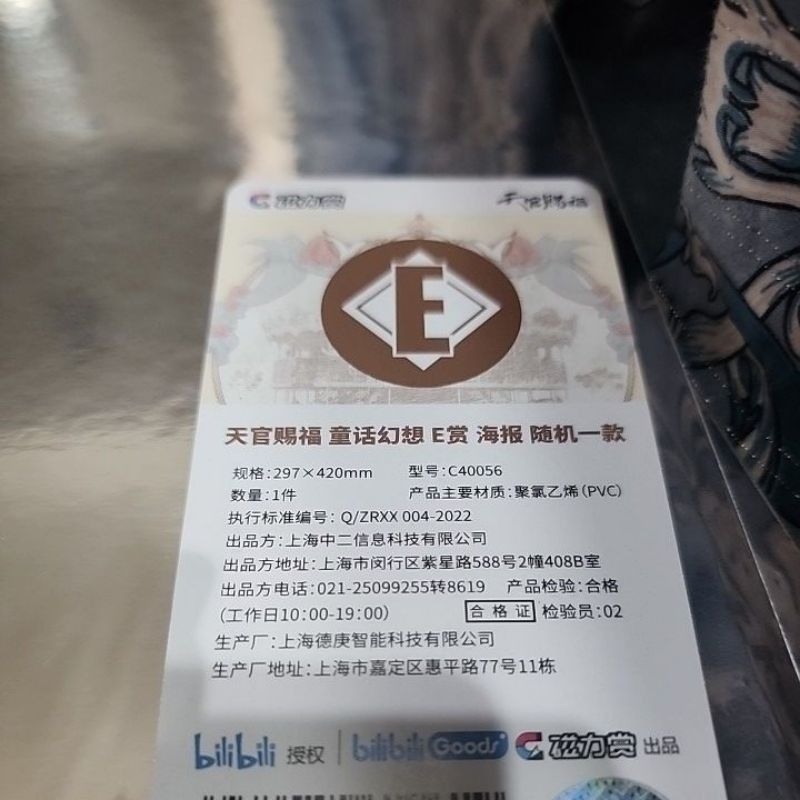 磁力赏 天官赐福
E
天官赐福 童话幻想 E赏 海报 随机一款
规格:297×420mm 型号:C40056
数量:1件 产品主要材质:聚氯乙烯(PVC)
执行标准编号: Q/ZRXX 004-2022
出品方:上海中二信息科技有限公司
出品方地址:上海市闵行区紫星路588号2幢408B室
出品方电话:021-25099255转8619 产品检验:合格
(工作日10:00-19:00) 合格证 检验员:02
生产厂:上海德庚智能科技有限公司
生产厂地址:上海市嘉定区惠平路77号11栋
bilibili 授权 bilibili Goods 磁力赏 出品